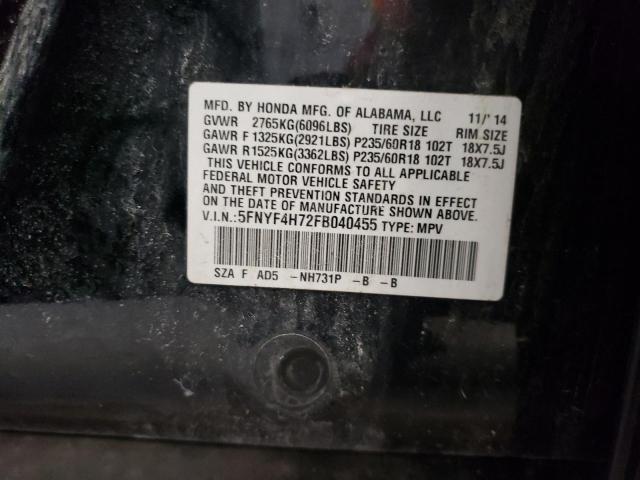 MFD. BY HONDA MFG. OF ALABAMA, LLC 11/'14
GVWR 2765KG(6096LBS) TIRE SIZE RIM SIZE
GAWR F 1325KG(2921LBS) P235/60R18 102T 18X7.5J
GAWR R1525KG(3362LBS) P235/60R18 102T 18X7.5J
THIS VEHICLE CONFORMS TO ALL APPLICABLE
FEDERAL MOTOR VEHICLE SAFETY
AND THEFT PREVENTION STANDARDS IN EFFECT
ON THE DATE OF MANUFACTURE SHOWN ABOVE.
V.I.N.:5FNYF4H72FB040455 TYPE: MPV
SZA F AD5 -NH731P -B -B